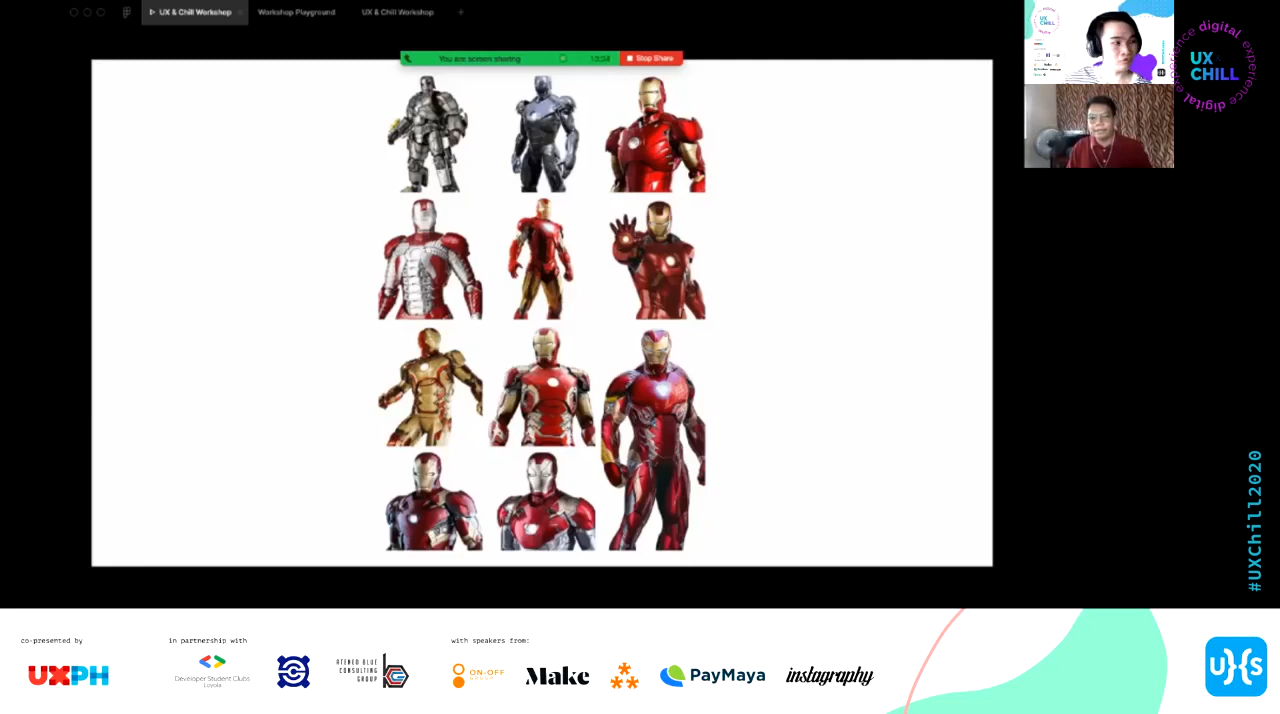 UX & Chill Workshop
Workshop Playground
UX & Chill Workshop
+
You are screen sharing
Stop Share
digital experience
digital experience
UX
CHILL
#UXChill2020
co-presented by
UXPH
in partnership with
Developer Student Clubs
Loyola
ATENEO BLUE
CONSULTING
GROUP
with speakers from:
ON-OFF
GROUP
Make
PayMaya
instagraphy